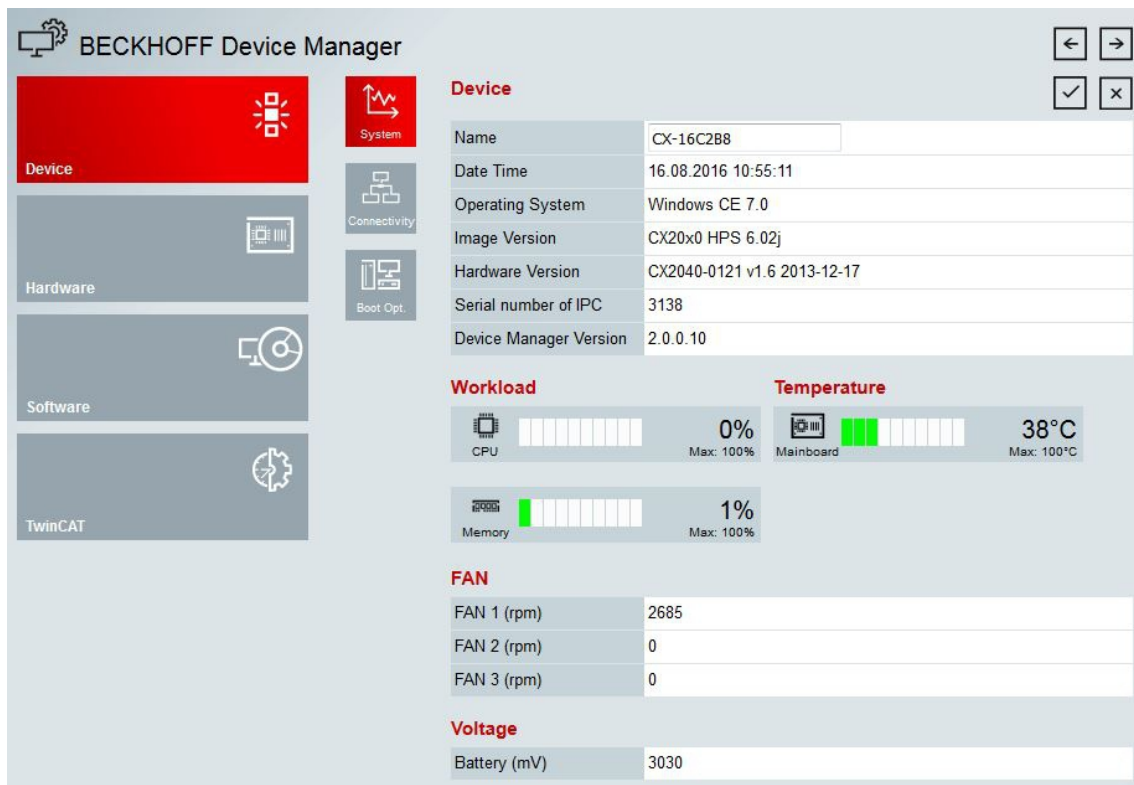 BECKHOFF Device Manager
Device
Hardware
Software
TwinCAT
System
Connectivity
Boot Opt.
Device
Name CX-16C2B8
Date Time 16.08.2016 10:55:11
Operating System Windows CE 7.0
Image Version CX20x0 HPS 6.02j
Hardware Version CX2040-0121 v1.6 2013-12-17
Serial number of IPC 3138
Device Manager Version 2.0.0.10
Workload Temperature
CPU 0% Max: 100%
Mainboard 38°C Max: 100°C
Memory 1% Max: 100%
FAN
FAN 1 (rpm) 2685
FAN 2 (rpm) 0
FAN 3 (rpm) 0
Voltage
Battery (mV) 3030